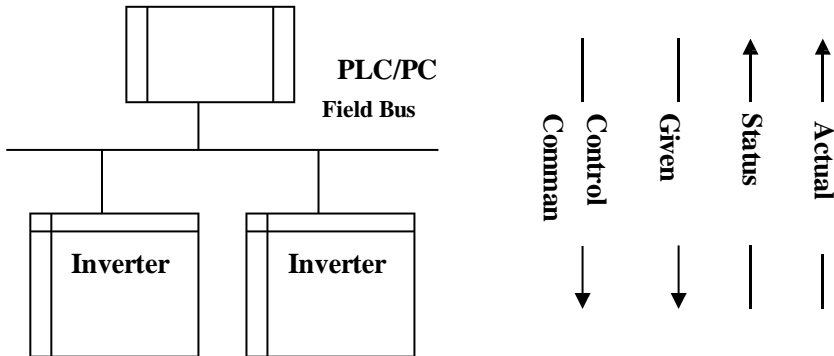 PLC/PC
Field Bus
Inverter
Inverter
Control
Comman
Given
Status
Actual